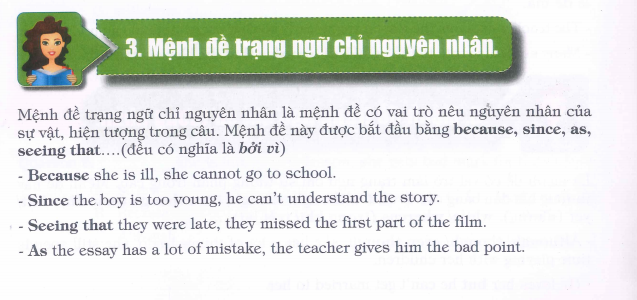 3. Mệnh đề trạng ngữ chỉ nguyên nhân.
Mệnh đề trạng ngữ chỉ nguyên nhân là mệnh đề có vai trò nêu nguyên nhân của
sự vật, hiện tượng trong câu. Mệnh đề này được bắt đầu bằng because, since, as,
seeing that....(đều có nghĩa là bởi vì)
- Because she is ill, she cannot go to school.
- Since the boy is too young, he can't understand the story.
- Seeing that they were late, they missed the first part of the film.
- As the essay has a lot of mistake, the teacher gives him the bad point.